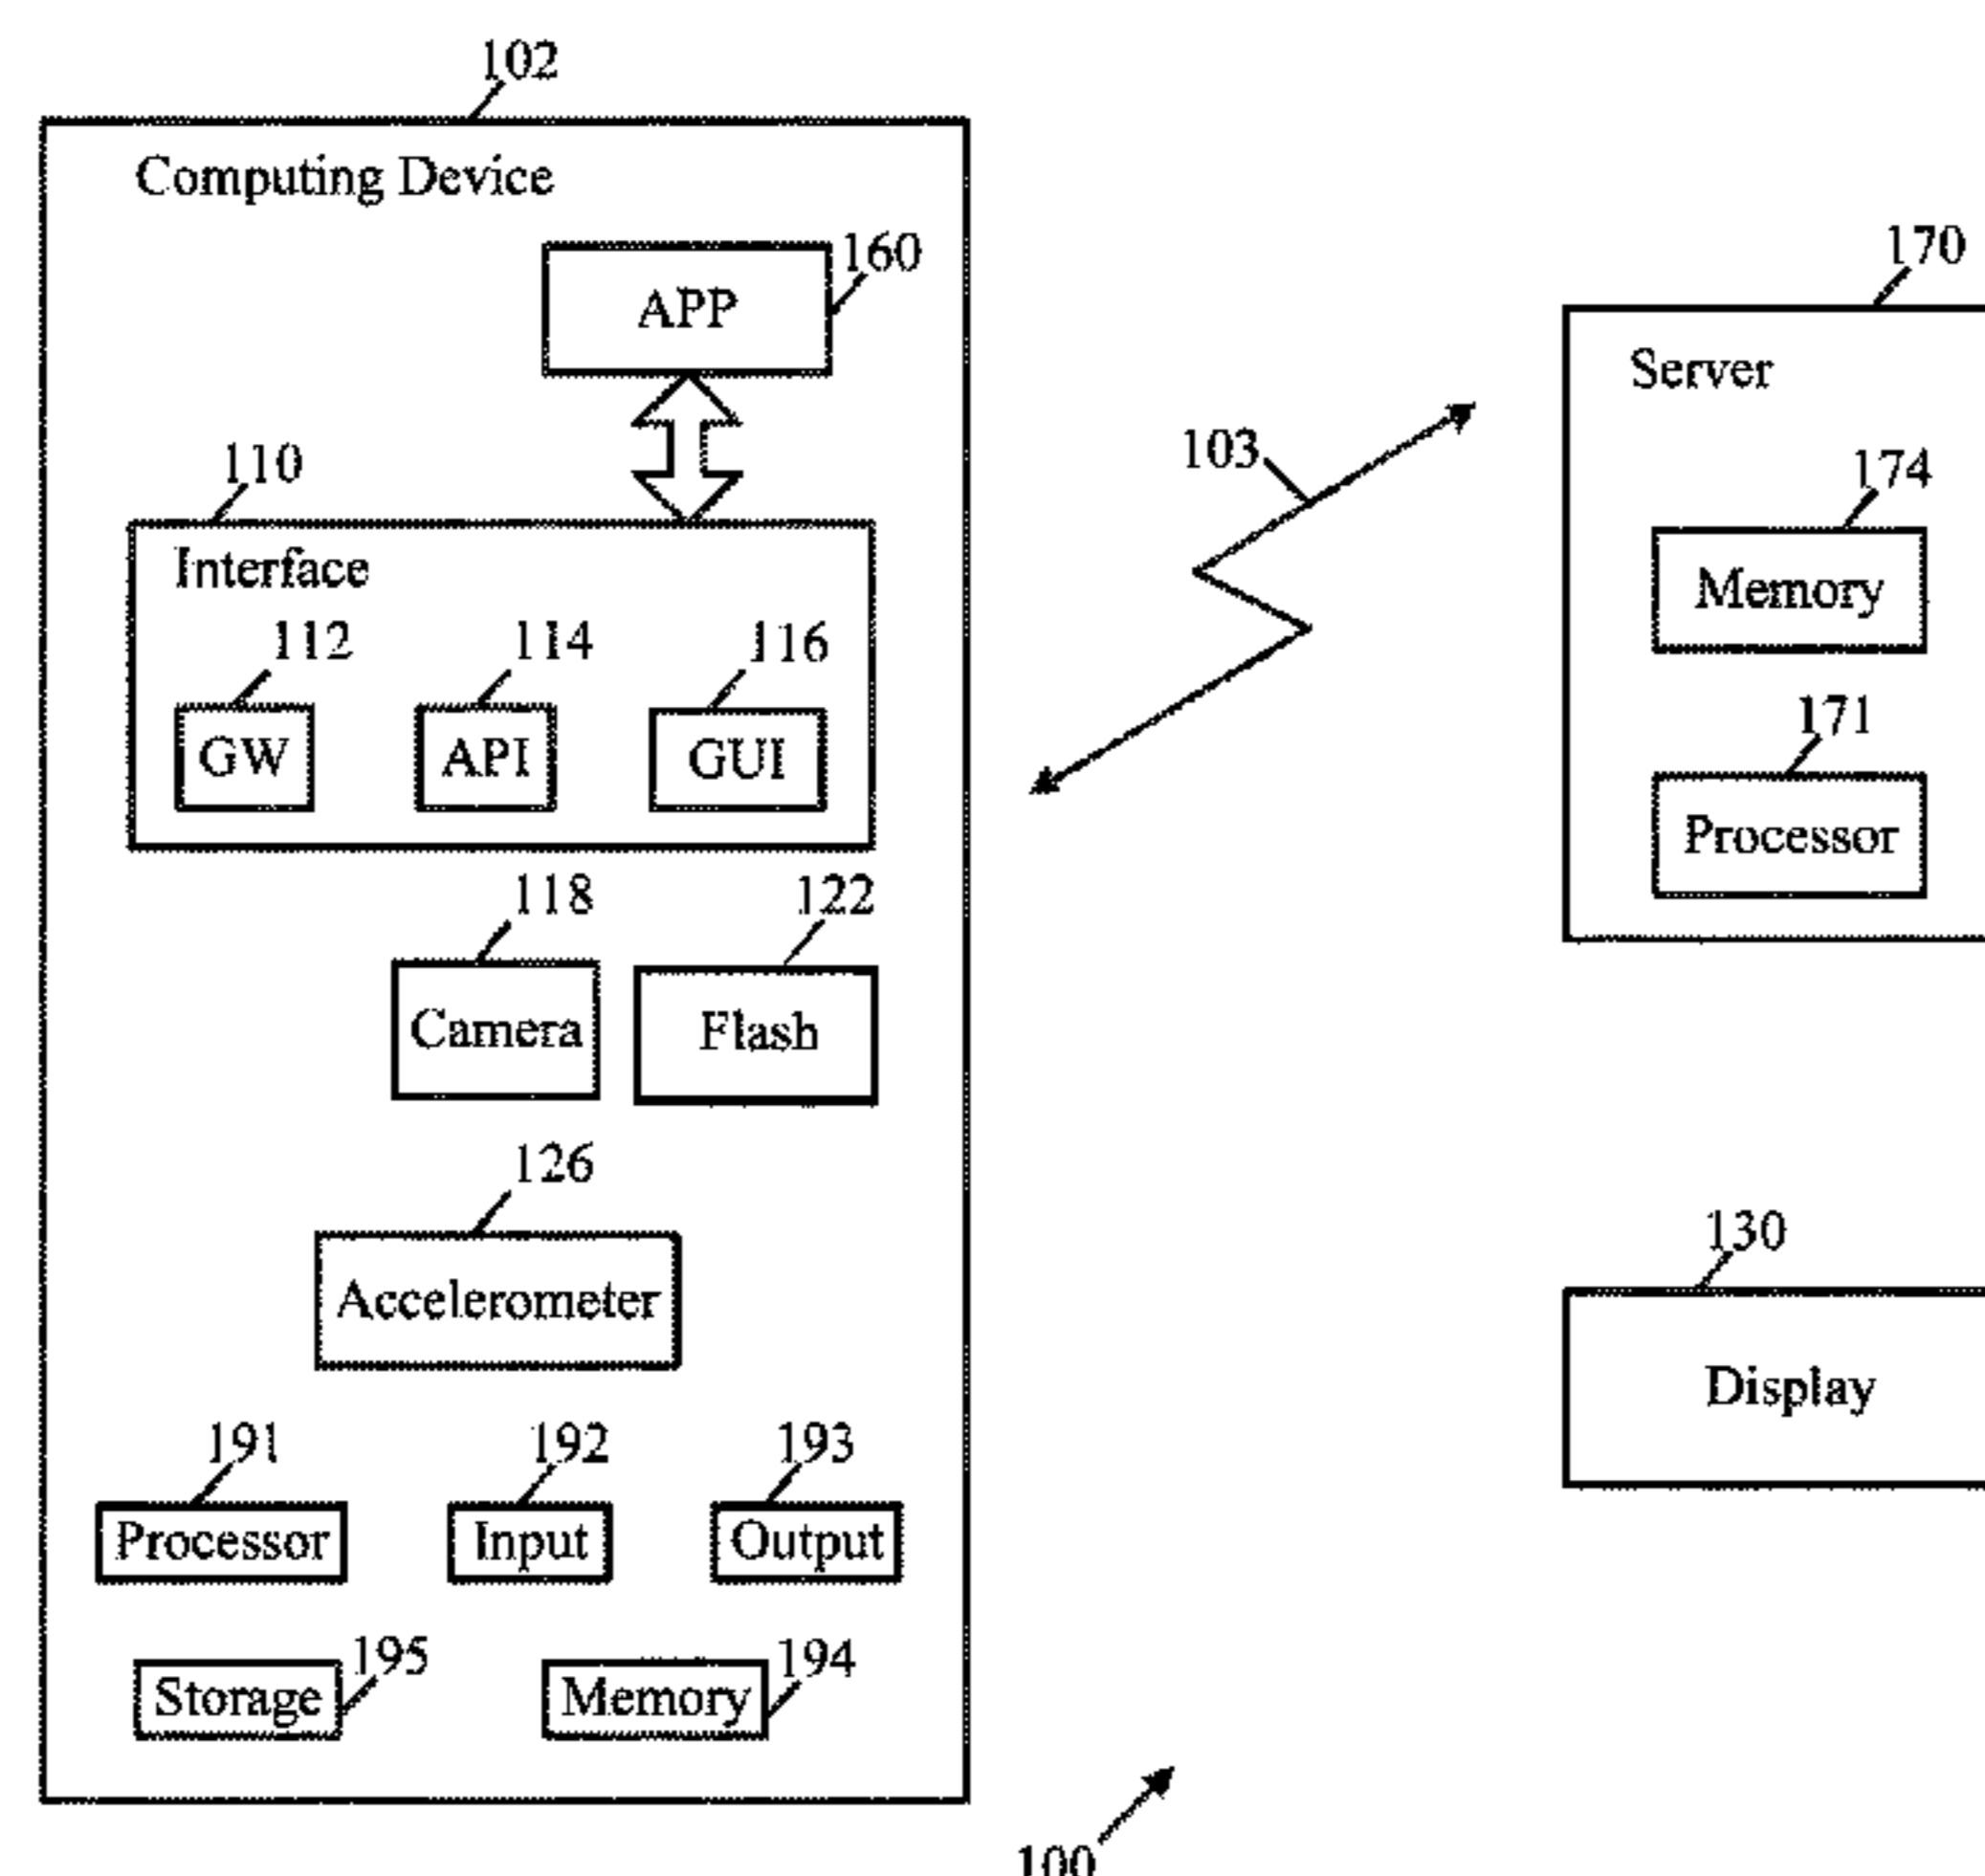 102
Computing Device
160
APP
170
Server
103
110
Interface
174
Memory
112 114 116
GW API GUI
171
Processor
118 122
Camera Flash
126
Accelerometer
130
Display
191 192 193
Processor Input Output
195 194
Storage Memory
100